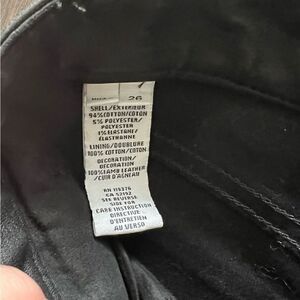 26
SHELL/EXTERIEUR
94% COTTON/COTON
5% POLYESTER/
POLYESTER
1% ELASTANE/
ELASTHANNE
LINING/DOUBLURE
100% COTTON/COTON
DECORATION/
DECORATION
100% LAMB LEATHER
/CUIR D'AGNEAU
RN 115276
CA 52192
SEE REVERSE
SIDE FOR
CARE INSTRUCTION
DIRECTIVE
D'ENTRETIEN
AU VERSO